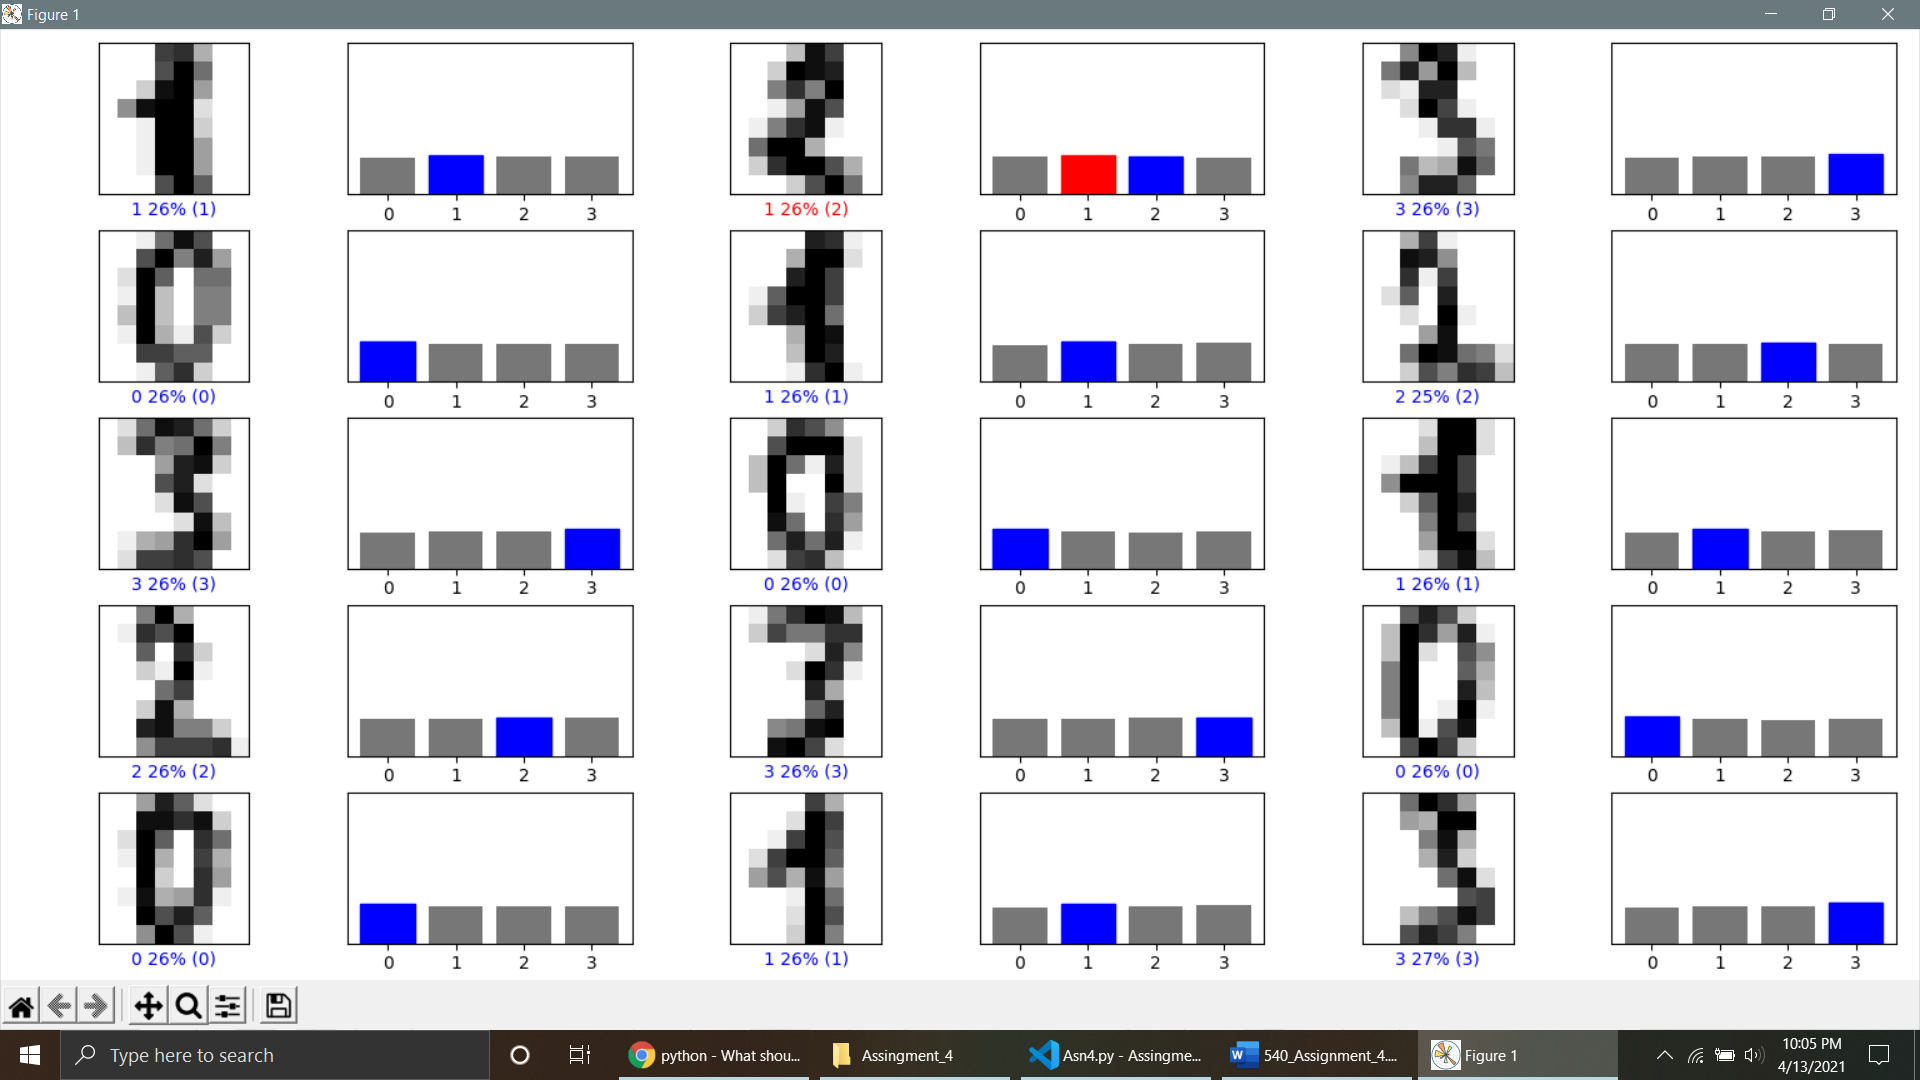 Figure 1
1 26% (1)
0 1 2 3
1 26% (2)
0 1 2 3
3 26% (3)
0 1 2 3
0 26% (0)
0 1 2 3
1 26% (1)
0 1 2 3
2 25% (2)
0 1 2 3
3 26% (3)
0 1 2 3
0 26% (0)
0 1 2 3
1 26% (1)
0 1 2 3
2 26% (2)
0 1 2 3
3 26% (3)
0 1 2 3
0 26% (0)
0 1 2 3
0 26% (0)
0 1 2 3
1 26% (1)
0 1 2 3
3 27% (3)
0 1 2 3
Type here to search
python - What shou...
Assingment_4
Asn4.py - Assingme...
540_Assignment_4....
Figure 1
10:05 PM
4/13/2021